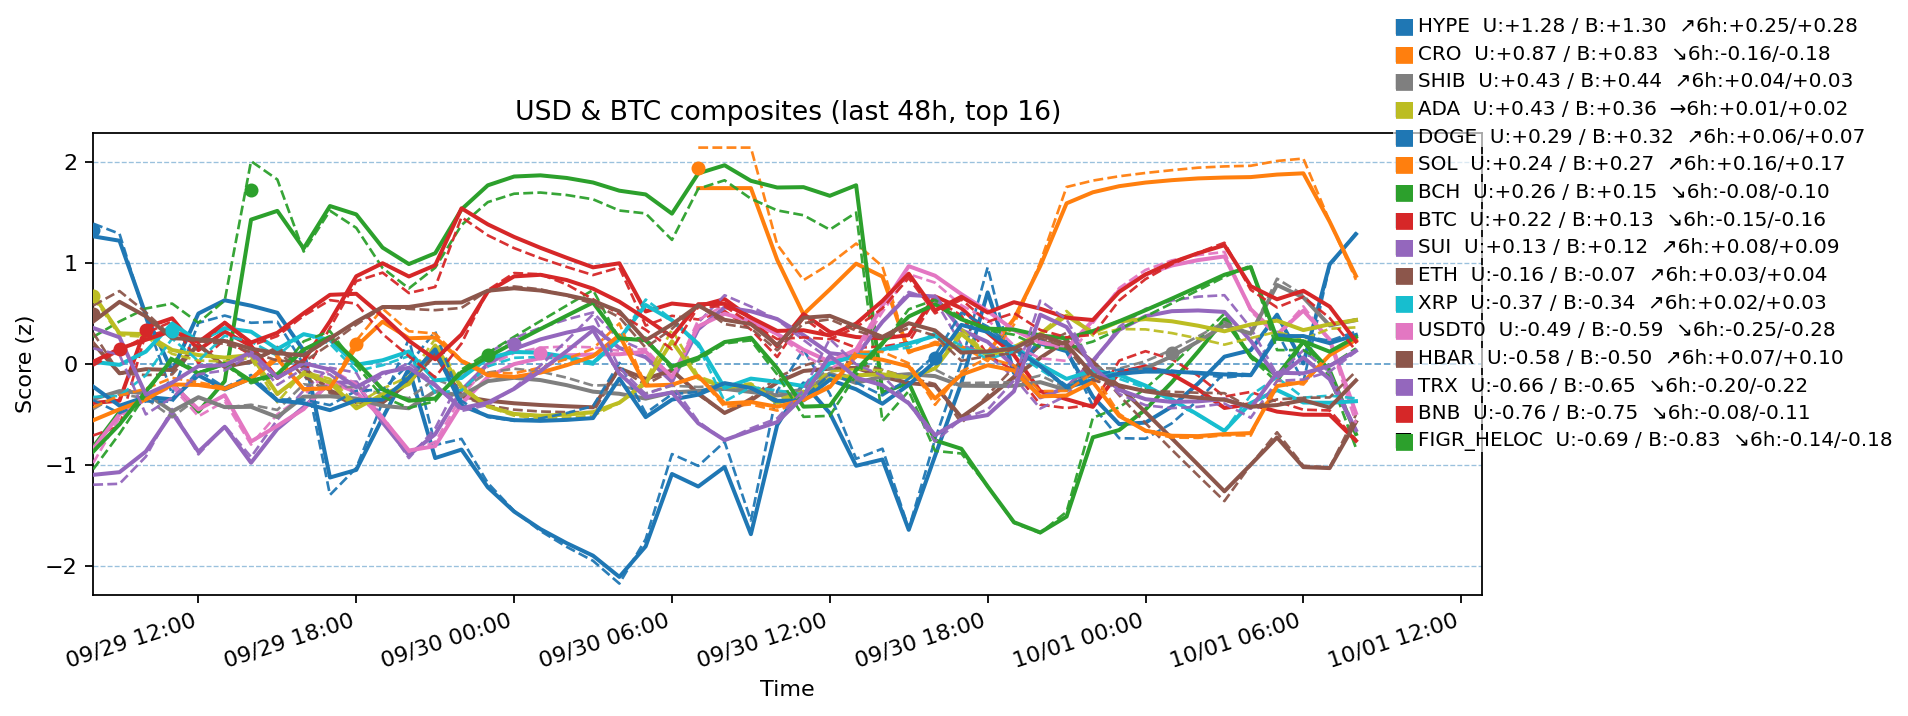 HYPE U:+1.28 / B:+1.30 ↗6h:+0.25/+0.28
CRO U:+0.87 / B:+0.83 ↘6h:-0.16/-0.18
SHIB U:+0.43 / B:+0.44 ↗6h:+0.04/+0.03
USD & BTC composites (last 48h, top 16)
ADA U:+0.43 / B:+0.36 →6h:+0.01/+0.02
DOGE U:+0.29 / B:+0.32 ↗6h:+0.06/+0.07
SOL U:+0.24 / B:+0.27 ↗6h:+0.16/+0.17
BCH U:+0.26 / B:+0.15 ↘6h:-0.08/-0.10
BTC U:+0.22 / B:+0.13 ↘6h:-0.15/-0.16
SUI U:+0.13 / B:+0.12 ↗6h:+0.08/+0.09
ETH U:-0.16 / B:-0.07 ↗6h:+0.03/+0.04
XRP U:-0.37 / B:-0.34 ↗6h:+0.02/+0.03
USDT0 U:-0.49 / B:-0.59 ↘6h:-0.25/-0.28
HBAR U:-0.58 / B:-0.50 ↗6h:+0.07/+0.10
TRX U:-0.66 / B:-0.65 ↘6h:-0.20/-0.22
BNB U:-0.76 / B:-0.75 ↘6h:-0.08/-0.11
FIGR_HELOC U:-0.69 / B:-0.83 ↘6h:-0.14/-0.18
Score (z)
2
1
0
−1
−2
09/29 12:00
09/29 18:00
09/30 00:00
09/30 06:00
09/30 12:00
09/30 18:00
10/01 00:00
10/01 06:00
10/01 12:00
Time